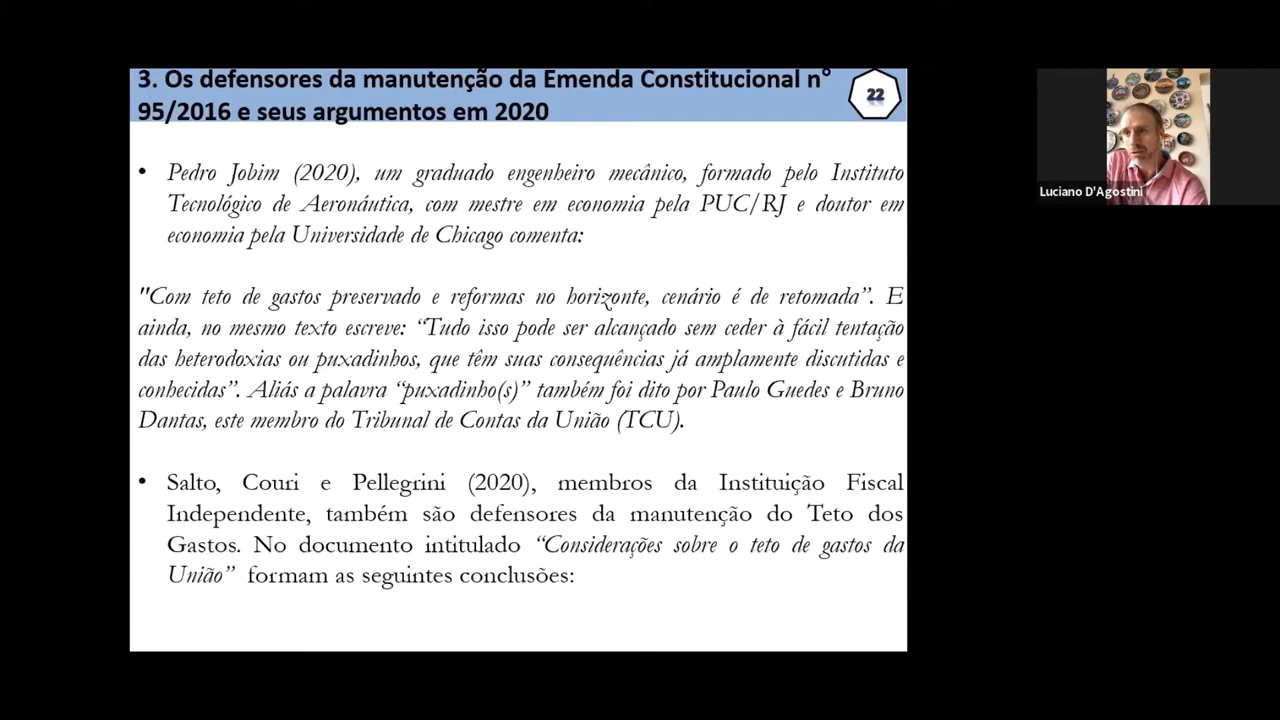 3. Os defensores da manutenção da Emenda Constitucional n°
95/2016 e seus argumentos em 2020
22
• Pedro Jobim (2020), um graduado engenheiro mecânico, formado pelo Instituto
Tecnológico de Aeronáutica, com mestre em economia pela PUC/RJ e doutor em
economia pela Universidade de Chicago comenta:
"Com teto de gastos preservado e reformas no horizonte, cenário é de retomada”. E
ainda, no mesmo texto escreve: “Tudo isso pode ser alcançado sem ceder à fácil tentação
das heterodoxias ou puxadinhos, que têm suas consequências já amplamente discutidas e
conhecidas”. Aliás a palavra “puxadinho(s)” também foi dito por Paulo Guedes e Bruno
Dantas, este membro do Tribunal de Contas da União (TCU).
• Salto, Couri e Pellegrini (2020), membros da Instituição Fiscal
Independente, também são defensores da manutenção do Teto dos
Gastos. No documento intitulado “Considerações sobre o teto de gastos da
União” formam as seguintes conclusões:
Luciano D'Agostini